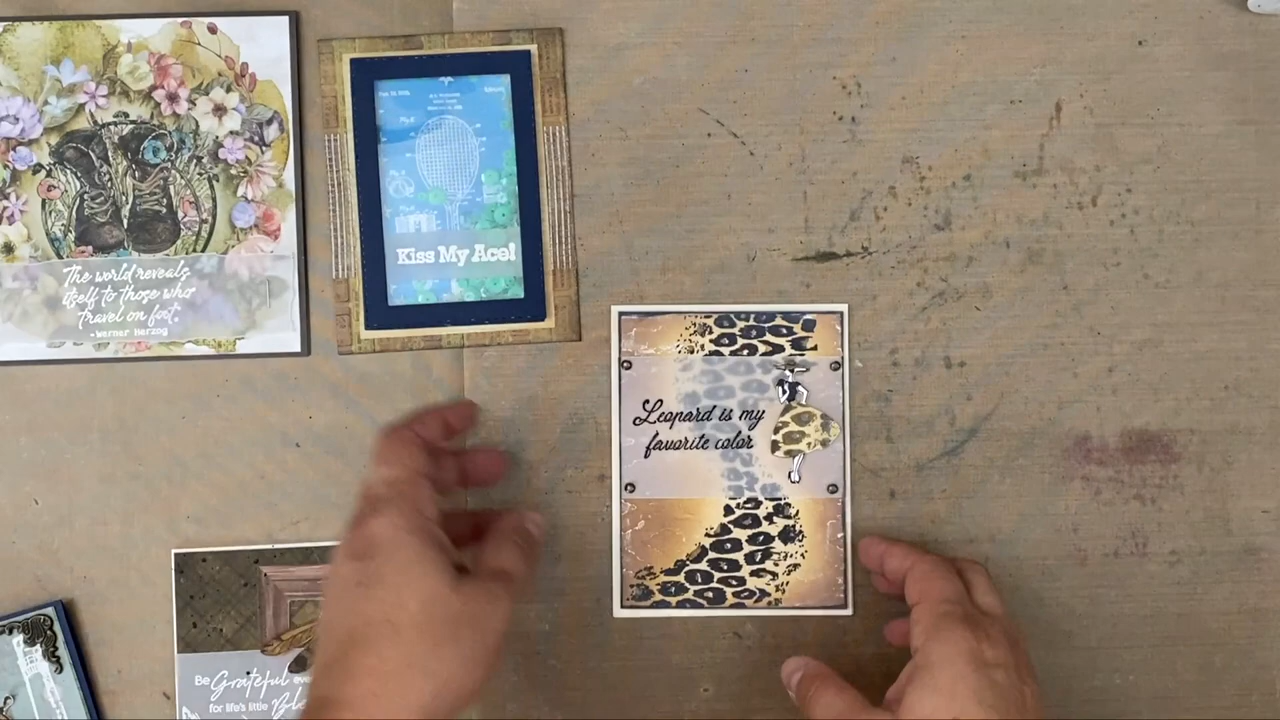 The world reveals
itself to those who
travel on foot.
-Werner Herzog
Kiss My Ace!
Leopard is my
favorite color
Be Grateful
for life's little